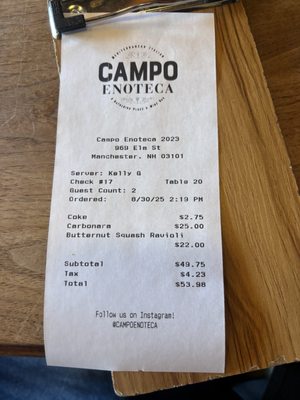 MEDITERRANEAN ITALIAN
CAMPO
ENOTECA
Campo Enoteca 2023
969 Elm St
Manchester, NH 03101
Server: Kelly G
Check #17 Table 20
Guest Count: 2
Ordered: 8/30/25 2:19 PM
Coke $2.75
Carbonara $25.00
Butternut Squash Ravioli
$22.00
Subtotal $49.75
Tax $4.23
Total $53.98
Follow us on Instagram!
@CAMPOENOTECA